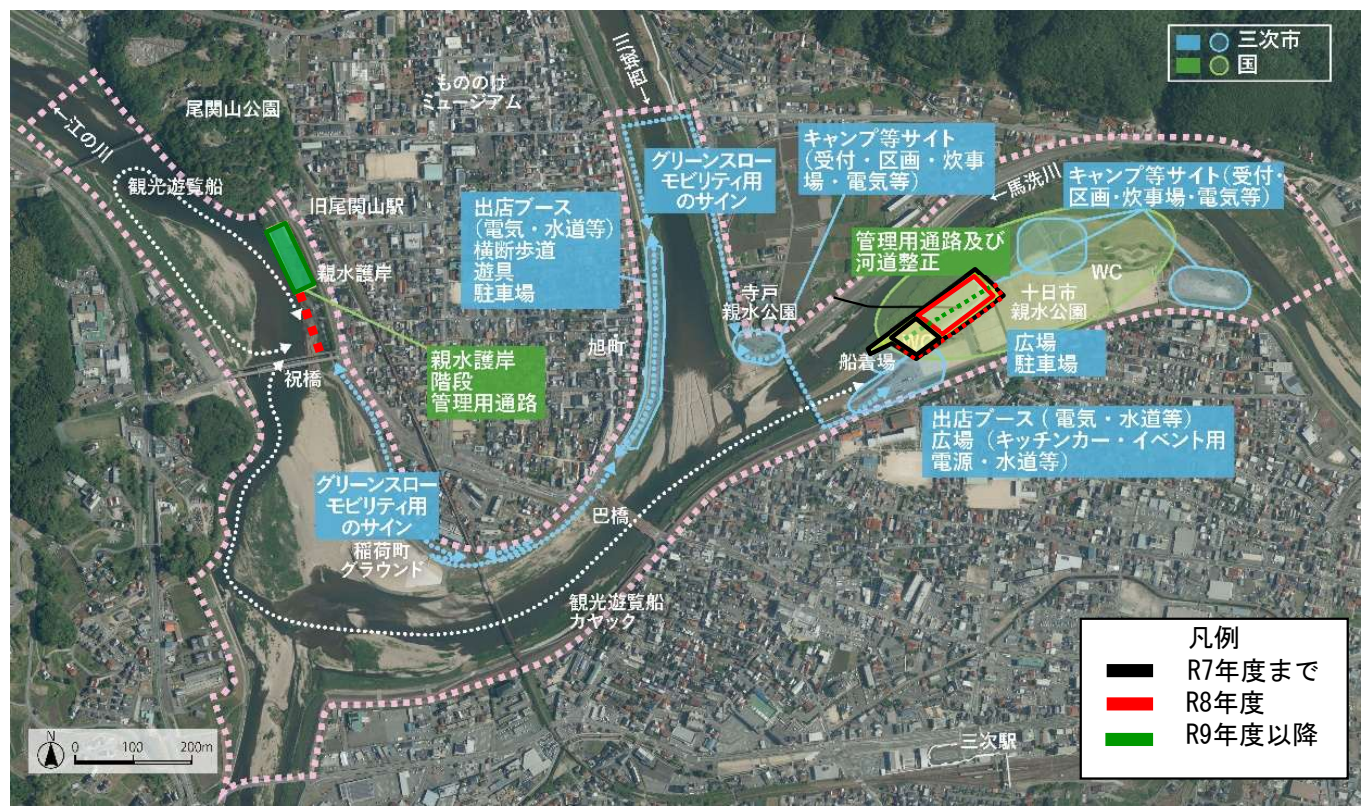 三次市
国
←江の川
尾関山公園
もののけ
ミュージアム
西城川→
観光遊覧船
旧尾関山駅
親水護岸
祝橋
出店ブース
(電気・水道等)
横断歩道
遊具
駐車場
グリーンスロー
モビリティ用
のサイン
キャンプ等サイト
(受付・区画・炊事
場・電気等)
←馬洗川
キャンプ等サイト(受付・
区画・炊事場・電気等)
管理用通路及び
河道整正
WC
寺戸
親水公園
十日市
親水公園
船着場
WC
広場
駐車場
旭町
親水護岸
階段
管理用通路
出店ブース(電気・水道等)
広場(キッチンカー・イベント用
電源・水道等)
グリーンスロー
モビリティ用
のサイン
稲荷町
グラウンド
巴橋
観光遊覧船
カヤック
三次駅
凡例
R7年度まで
R8年度
R9年度以降
N
0 100 200m